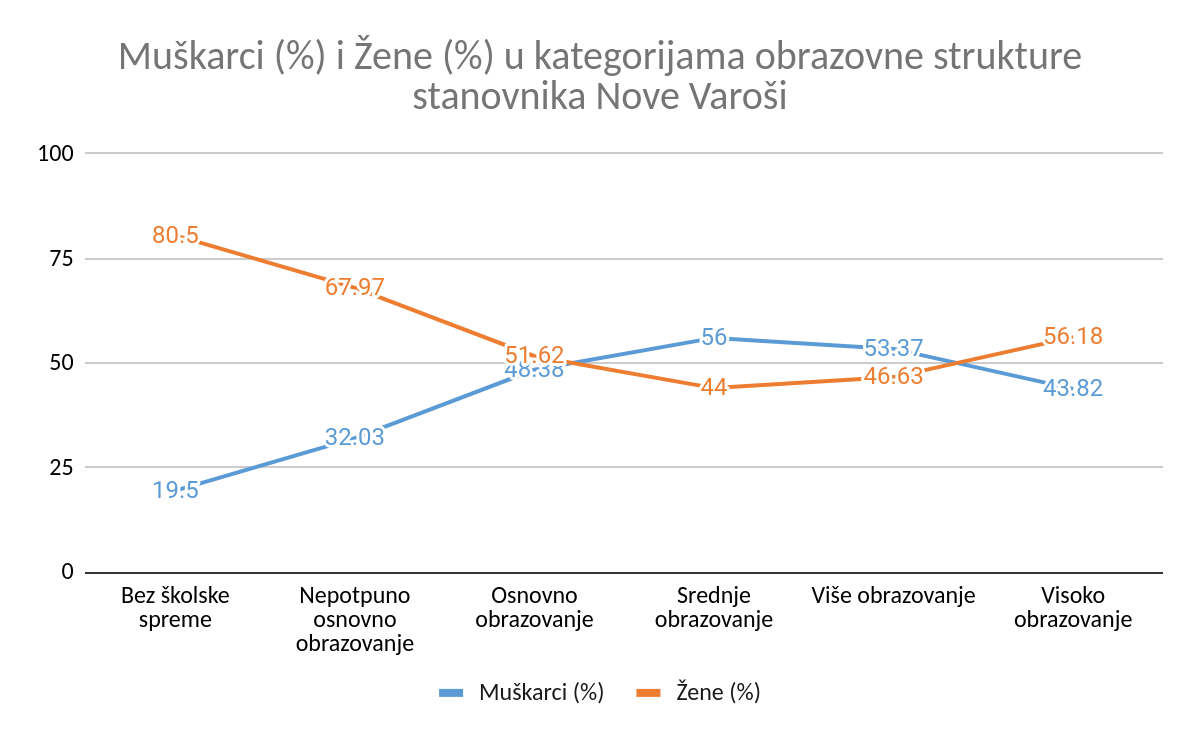 Muškarci (%) i Žene (%) u kategorijama obrazovne strukture
stanovnika Nove Varoši
100
75
50
25
0
80.5
67.97
51.62
44
46.63
56.18
19.5
32.03
48.38
56
53.37
43.82
Bez školske
spreme
Nepotpuno
osnovno
obrazovanje
Osnovno
obrazovanje
Srednje
obrazovanje
Više obrazovanje
Visoko
obrazovanje
Muškarci (%)
Žene (%)